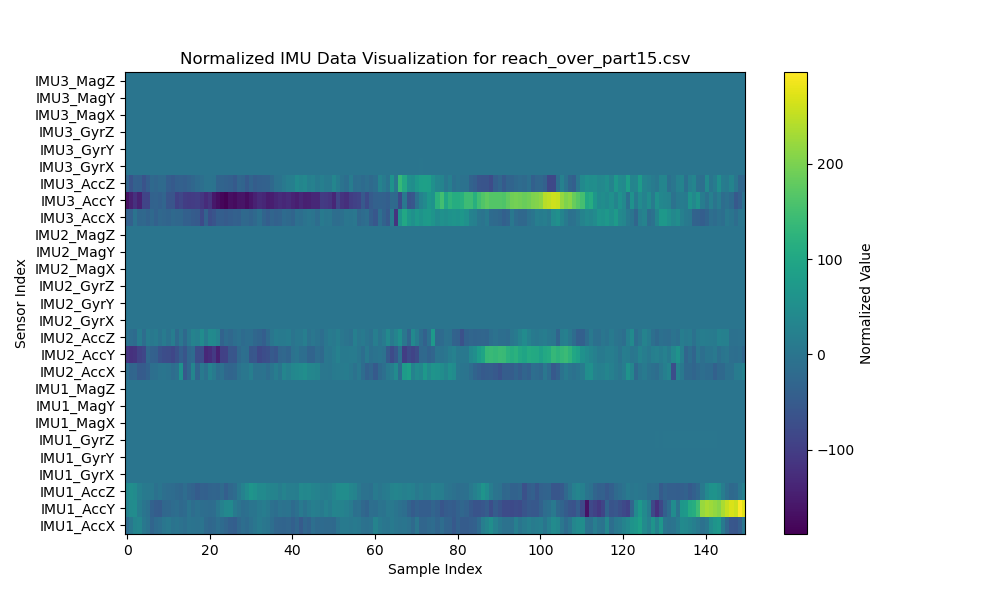 Normalized IMU Data Visualization for reach_over_part15.csv
IMU3_MagZ
IMU3_MagY
IMU3_MagX
IMU3_GyrZ
IMU3_GyrY
IMU3_GyrX
IMU3_AccZ
IMU3_AccY
IMU3_AccX
IMU2_MagZ
IMU2_MagY
IMU2_MagX
IMU2_GyrZ
IMU2_GyrY
IMU2_GyrX
IMU2_AccZ
IMU2_AccY
IMU2_AccX
IMU1_MagZ
IMU1_MagY
IMU1_MagX
IMU1_GyrZ
IMU1_GyrY
IMU1_GyrX
IMU1_AccZ
IMU1_AccY
IMU1_AccX
Sensor Index
0 20 40 60 80 100 120 140
Sample Index
200
100
0
−100
Normalized Value